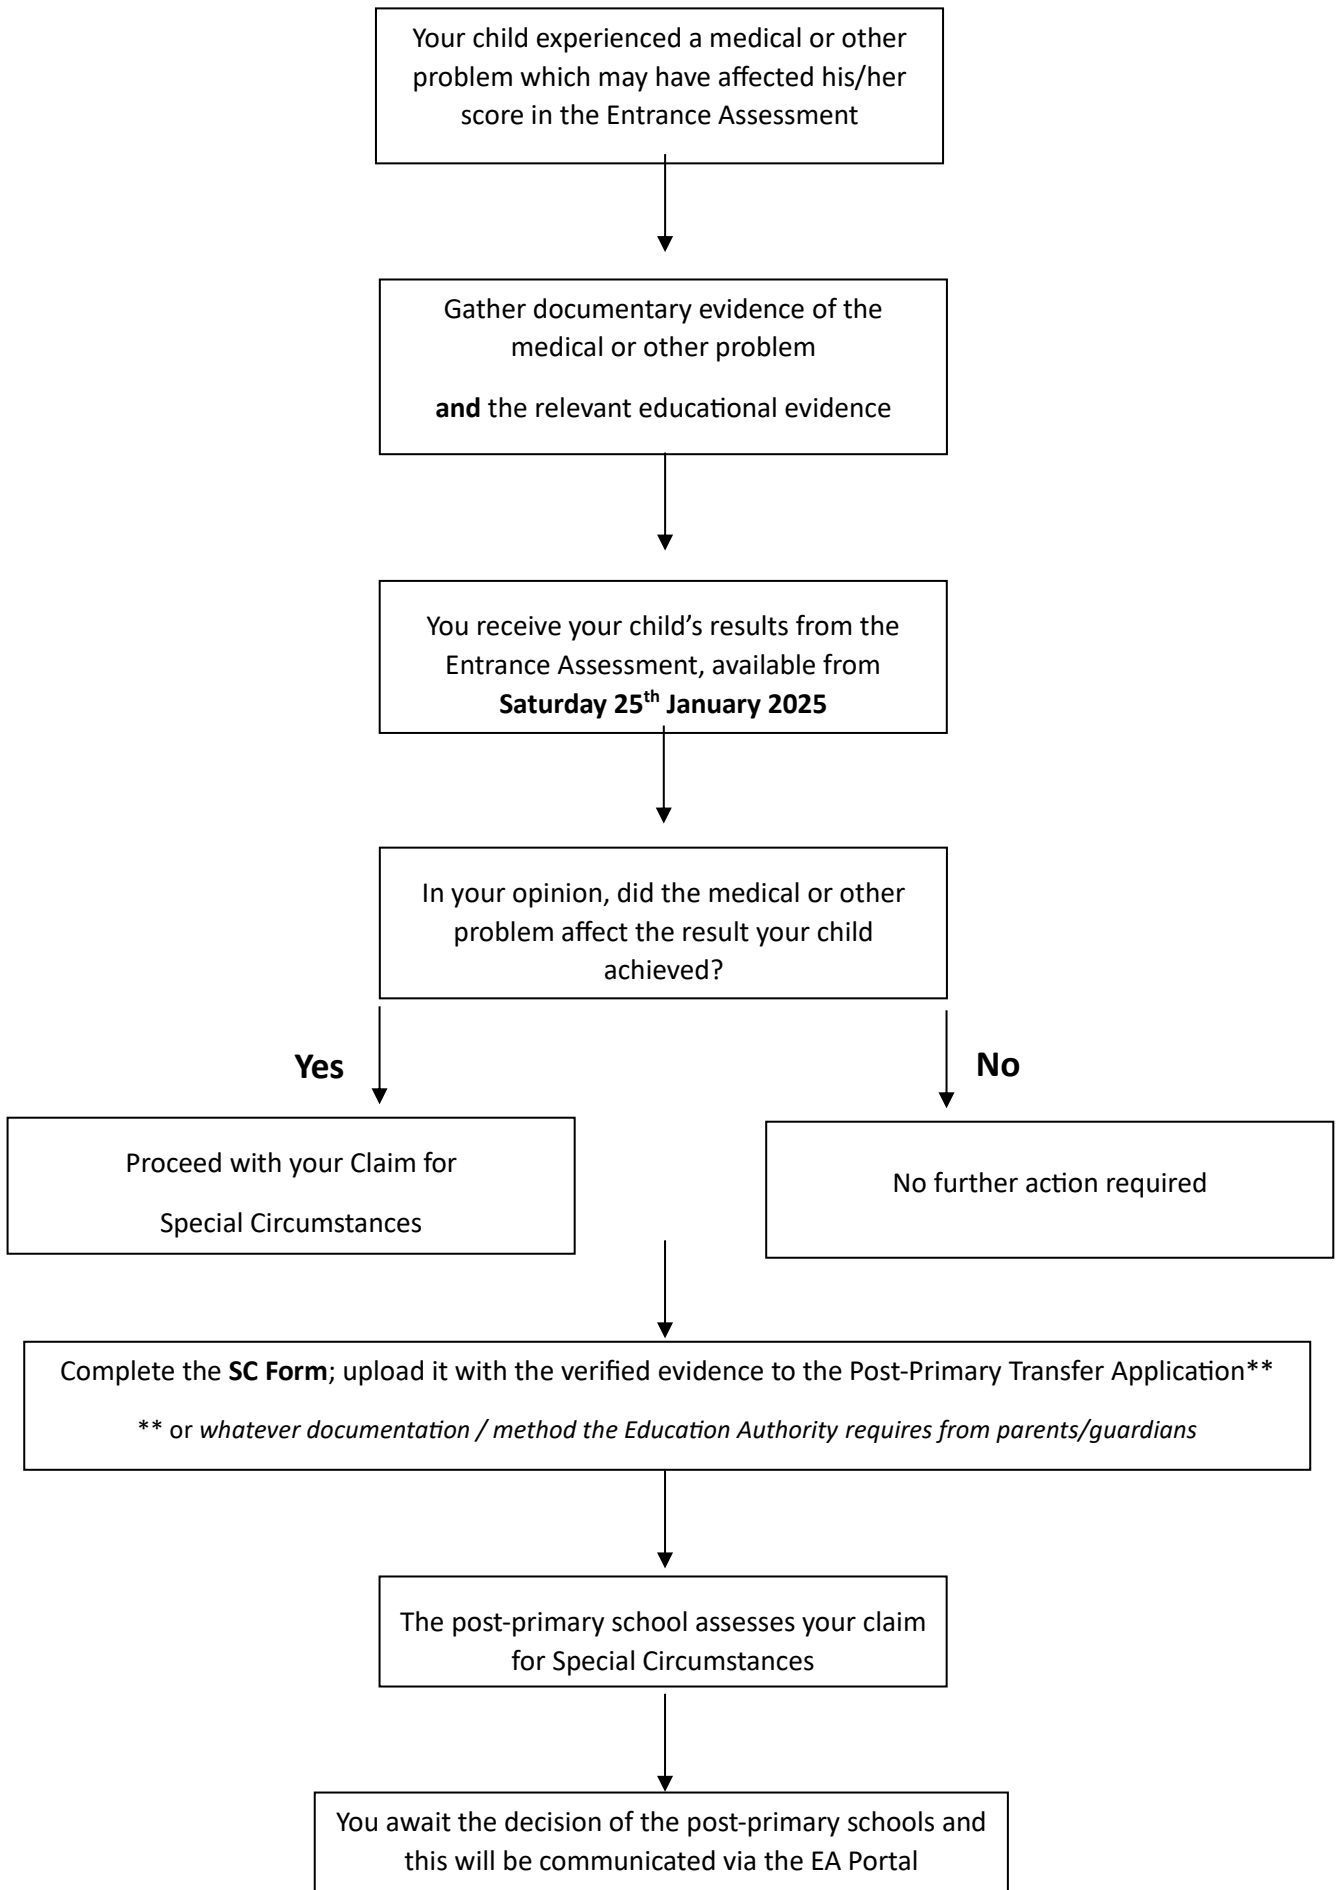 Your child experienced a medical or other
problem which may have affected his/her
score in the Entrance Assessment
Gather documentary evidence of the
medical or other problem
and the relevant educational evidence
You receive your child’s results from the
Entrance Assessment, available from
Saturday 25th January 2025
In your opinion, did the medical or other
problem affect the result your child
achieved?
Yes
No
Proceed with your Claim for
Special Circumstances
No further action required
Complete the SC Form; upload it with the verified evidence to the Post-Primary Transfer Application**
** or whatever documentation / method the Education Authority requires from parents/guardians
The post-primary school assesses your claim
for Special Circumstances
You await the decision of the post-primary schools and
this will be communicated via the EA Portal